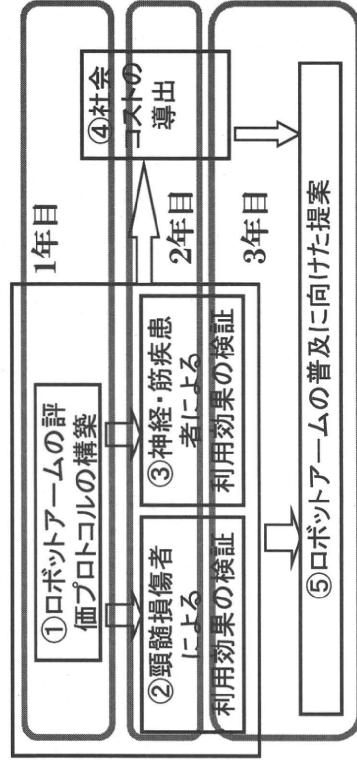 1年目
①ロボットアームの評
価プロトコルの構築
2年目
②頸髄損傷者
による
利用効果の検証
③神経・筋疾患
者による
利用効果の検証
④社会
コストの
導出
3年目
⑤ロボットアームの普及に向けた提案